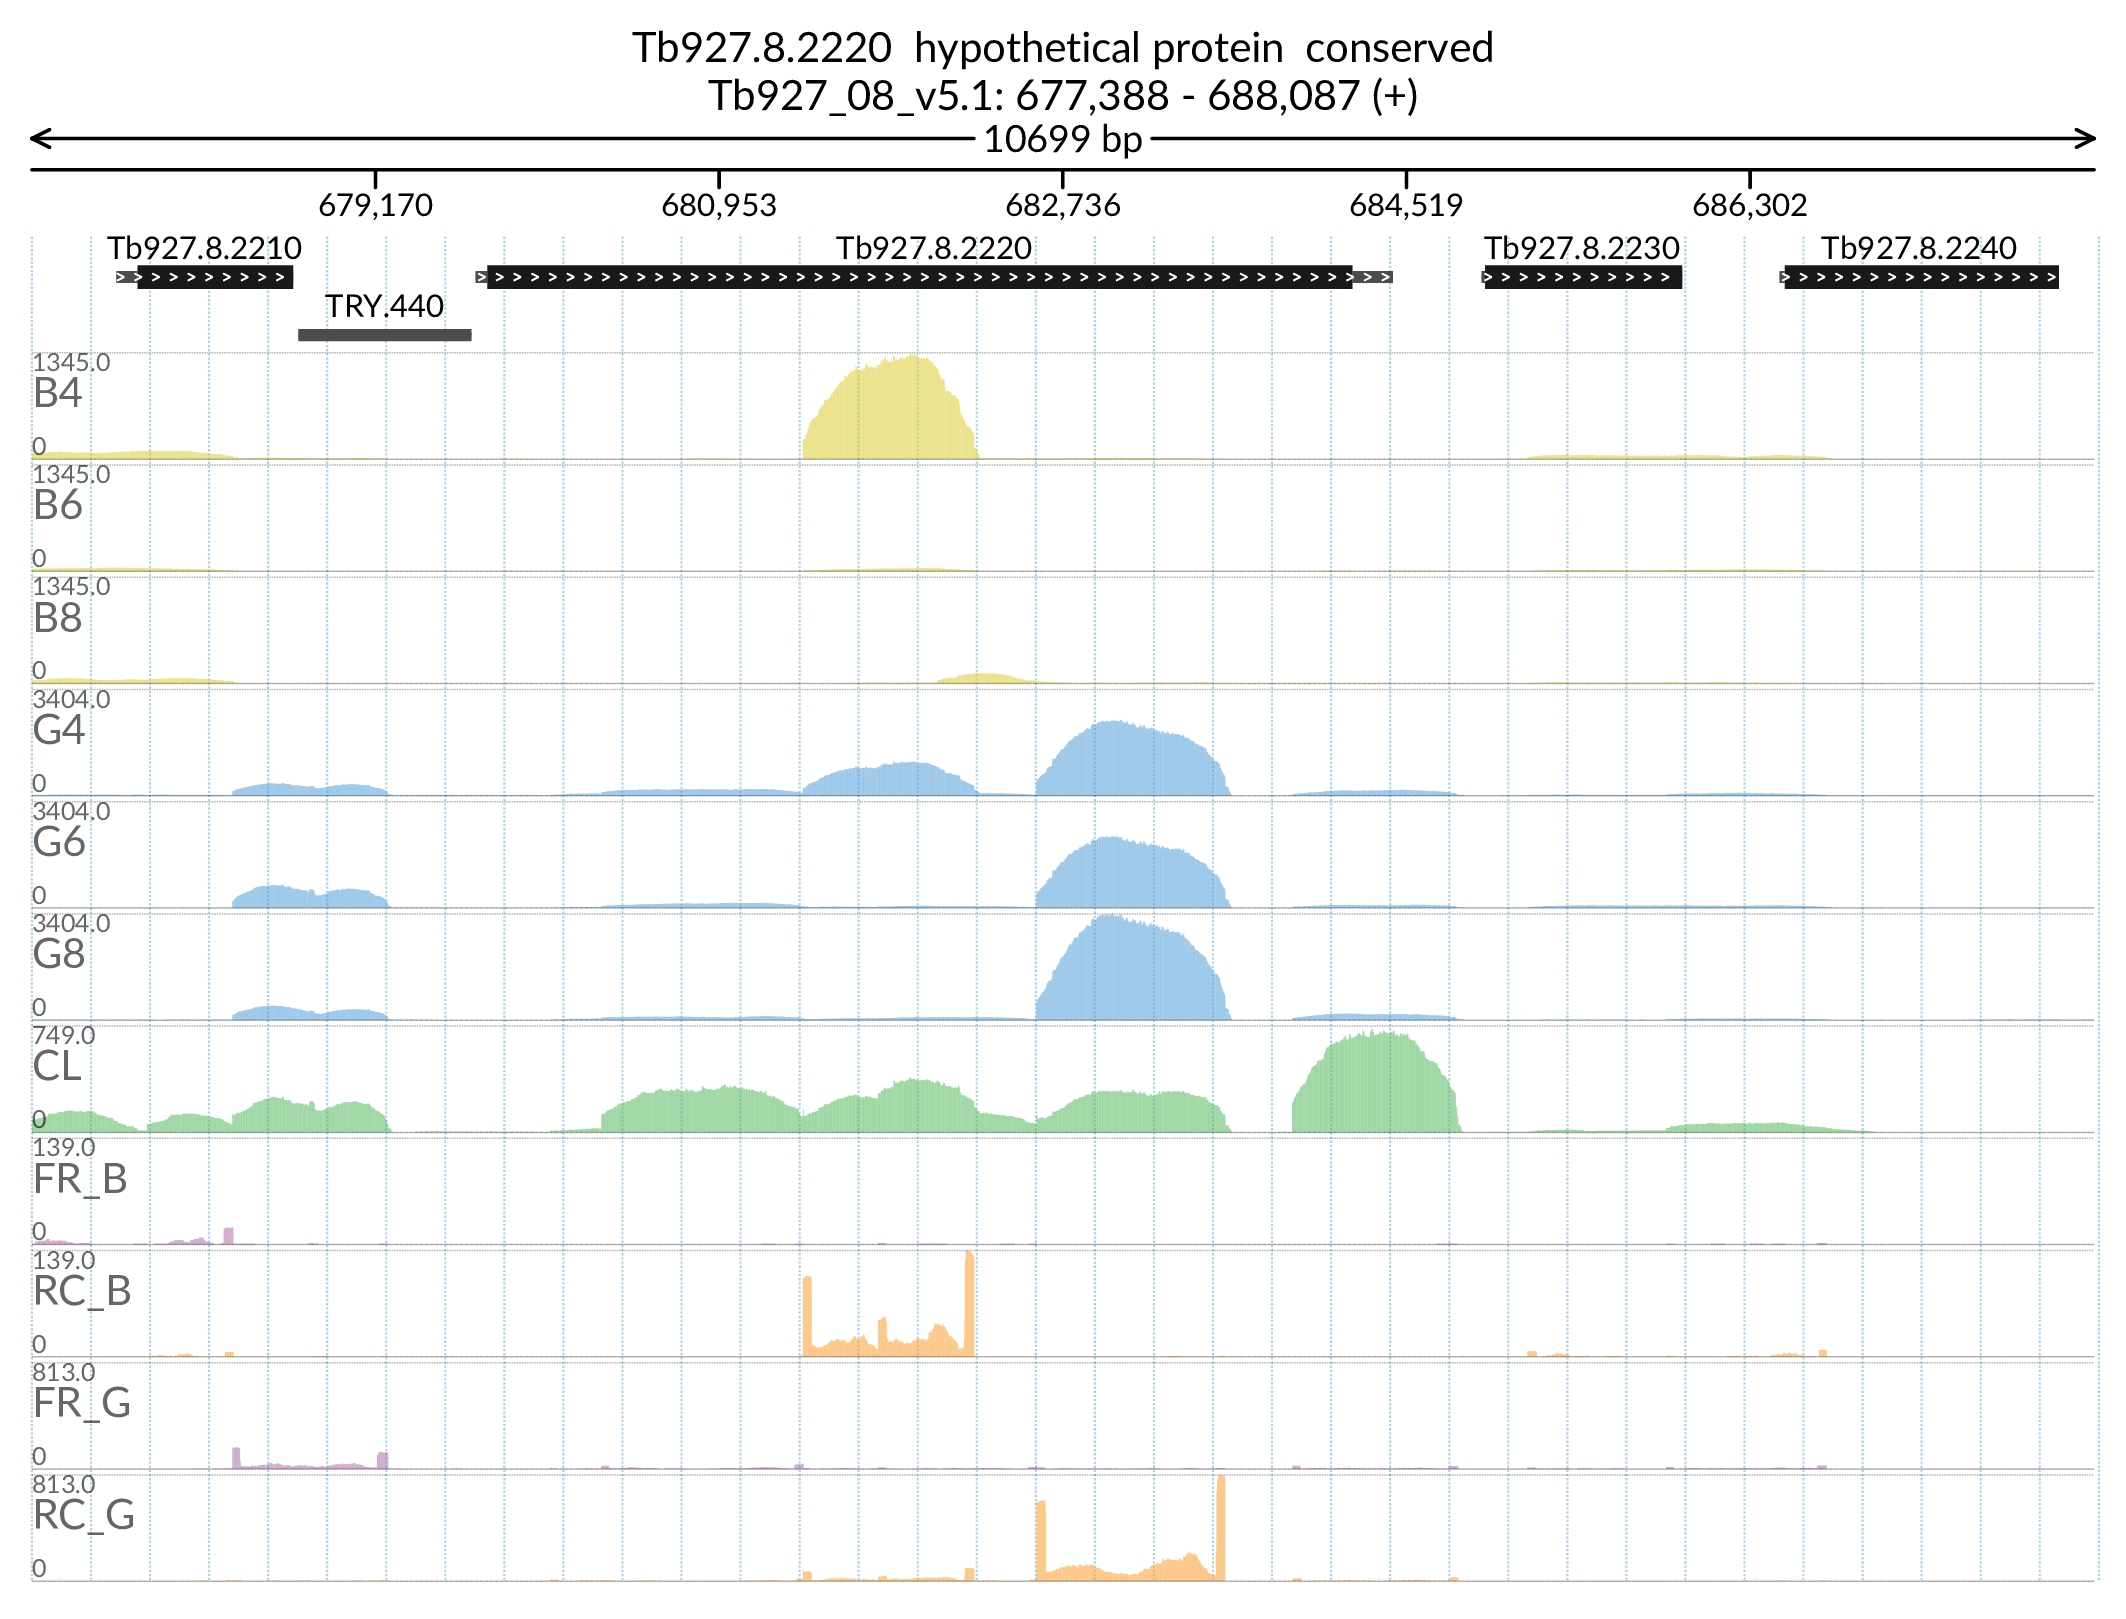 Tb927.8.2220  hypothetical protein  conserved
Tb927_08_v5.1: 677,388 - 688,087 (+)
10699 bp
679,170 680,953 682,736 684,519 686,302
Tb927.8.2210 Tb927.8.2220 Tb927.8.2230 Tb927.8.2240
TRY.440
1345.0
B4
0
1345.0
B6
0
1345.0
B8
0
3404.0
G4
0
3404.0
G6
0
3404.0
G8
0
749.0
CL
0
139.0
FR_B
0
139.0
RC_B
0
813.0
FR_G
0
813.0
RC_G
0